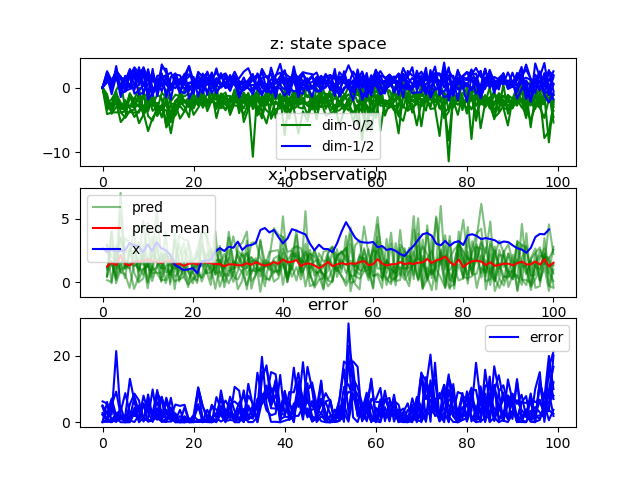 z: state space
0
−10
dim-0/2
dim-1/2
0 20 40 60 80 100
x: observation
5
0
pred
pred_mean
x
0 20 40 60 80 100
error
20
0
error
0 20 40 60 80 100